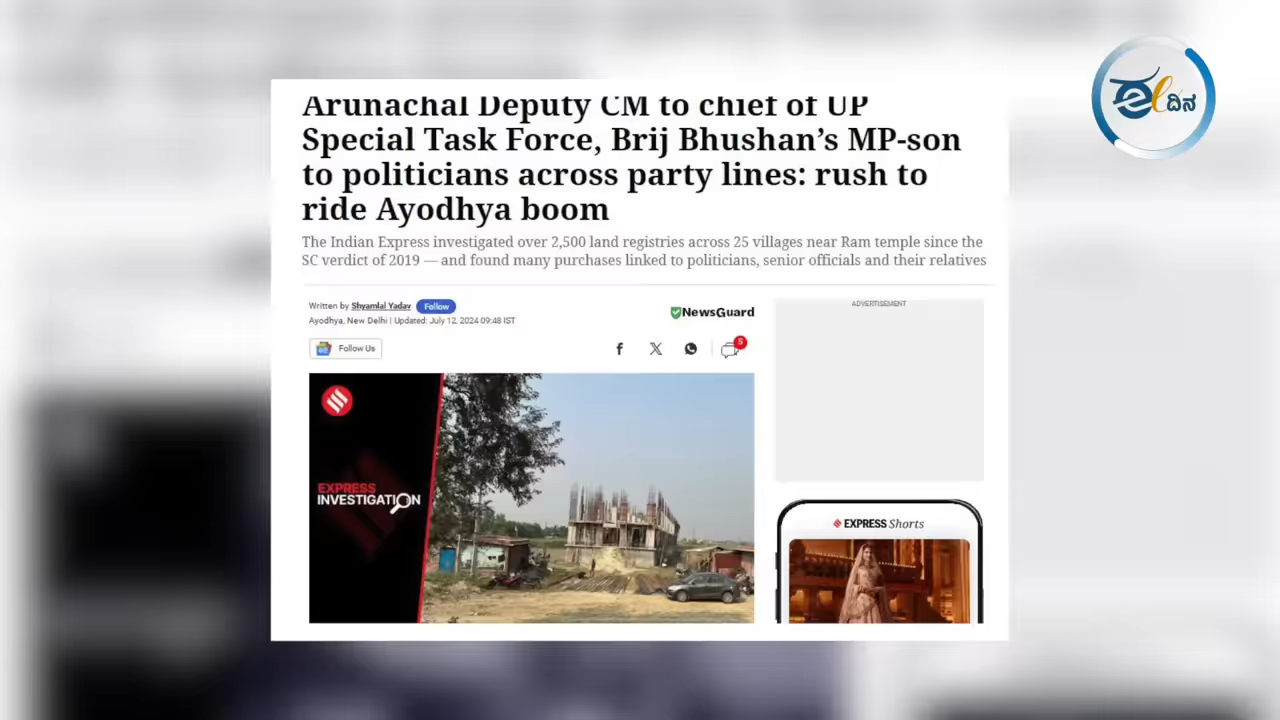 ಈ l ದಿನ
Arunachal Deputy CM to chief of UP
Special Task Force, Brij Bhushan’s MP-son
to politicians across party lines: rush to
ride Ayodhya boom
The Indian Express investigated over 2,500 land registries across 25 villages near Ram temple since the
SC verdict of 2019 — and found many purchases linked to politicians, senior officials and their relatives
Written by Shyamlal Yadav Follow
Ayodhya, New Delhi | Updated: July 12, 2024 09:48 IST
NewsGuard
ADVERTISEMENT
Follow Us
5
EXPRESS
INVESTIGATION
EXPRESS Shorts